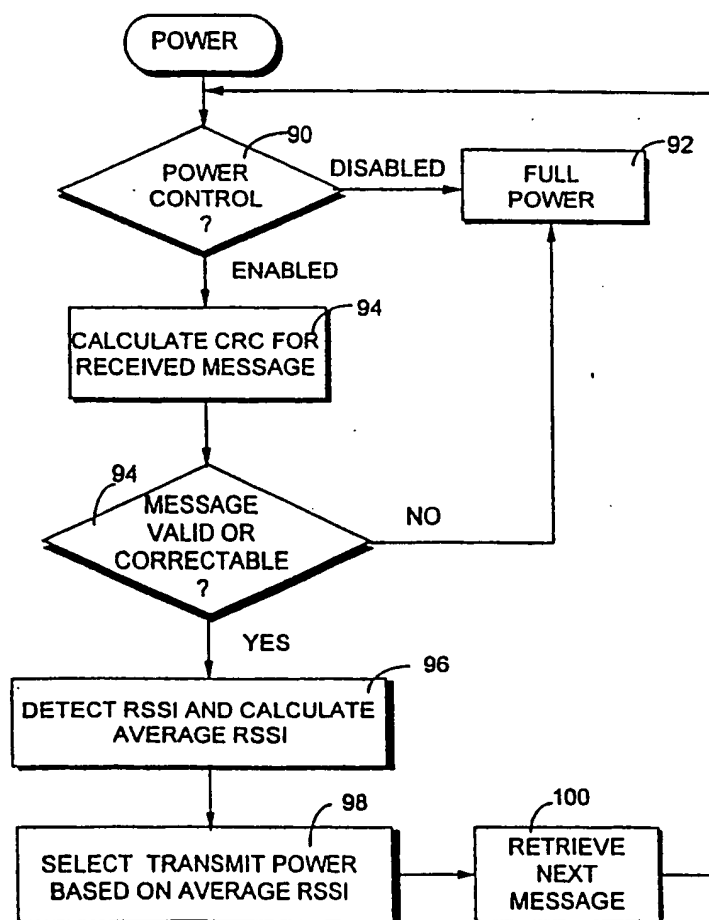 POWER
90
POWER
CONTROL
?
DISABLED
92
FULL
POWER
ENABLED
94
CALCULATE CRC FOR
RECEIVED MESSAGE
94
MESSAGE
VALID OR
CORRECTABLE
?
NO
YES
96
DETECT RSSI AND CALCULATE
AVERAGE RSSI
98
SELECT TRANSMIT POWER
BASED ON AVERAGE RSSI
100
RETRIEVE
NEXT
MESSAGE